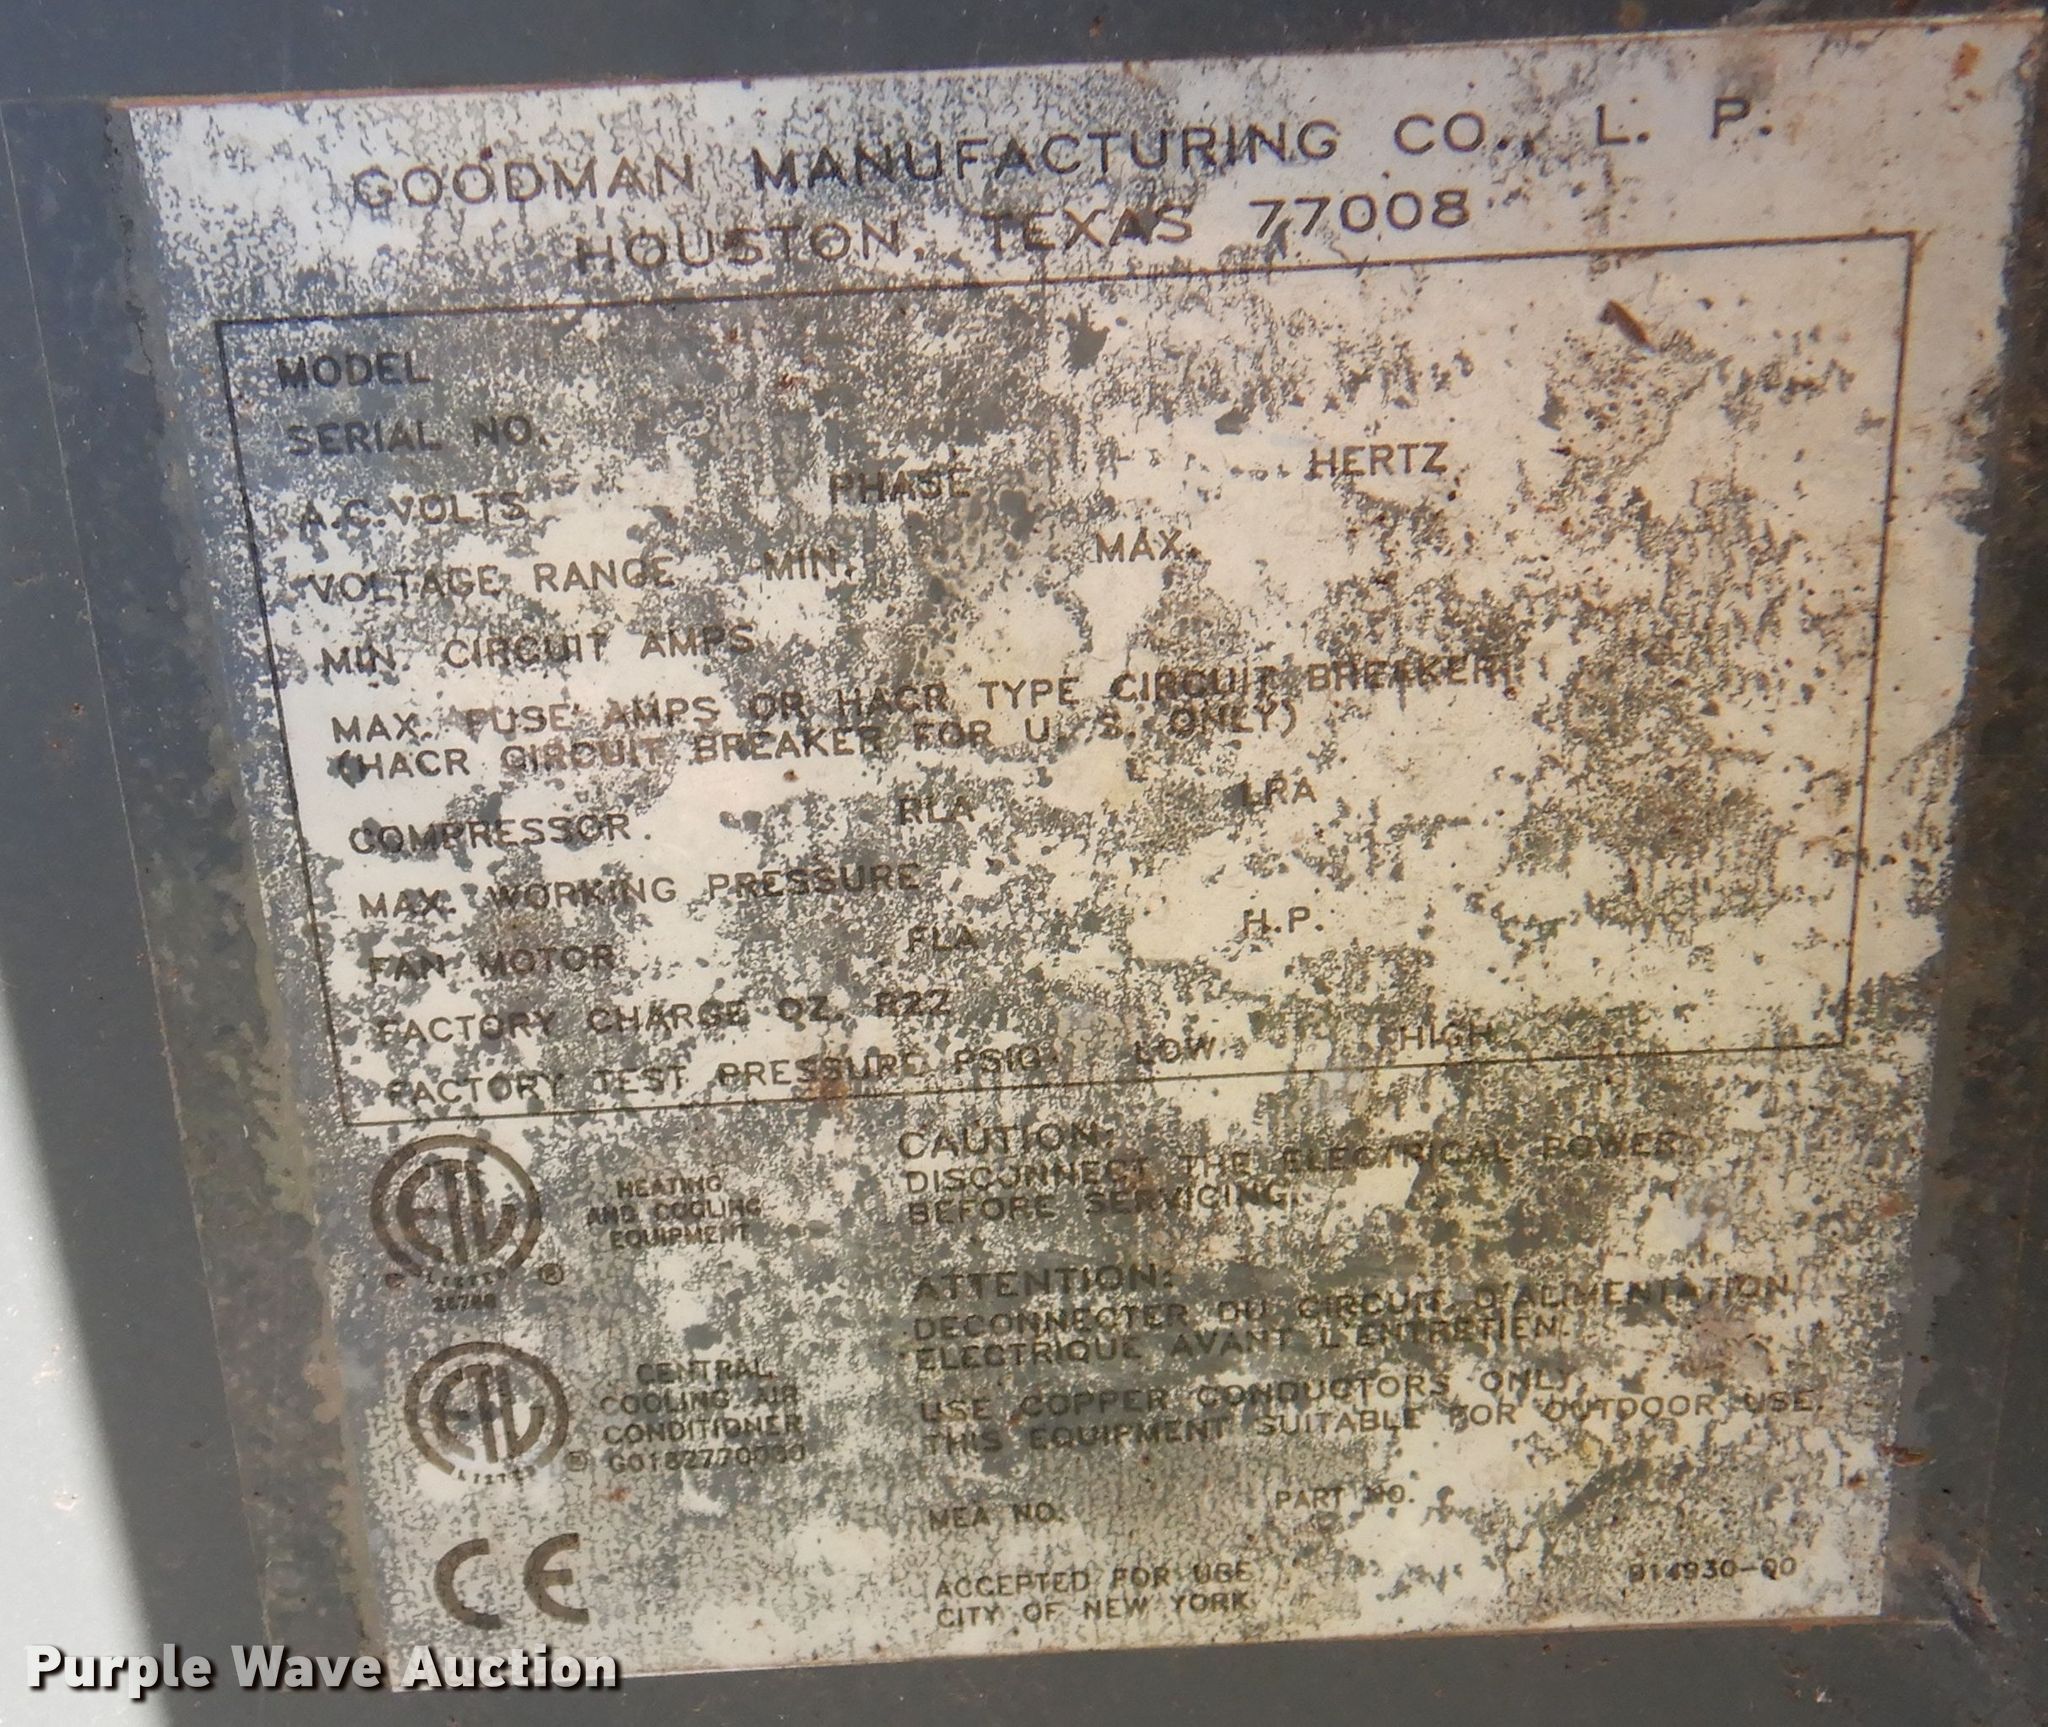 GOODMAN MANUFACTURING CO., L. P.
HOUSTON, TEXAS 77008
MODEL
SERIAL NO.
A.C.VOLTS PHASE HERTZ
VOLTAGE RANGE MIN. MAX.
MIN. CIRCUIT AMPS
MAX. FUSE AMPS OR HACR TYPE CIRCUIT BREAKER
(HACR CIRCUIT BREAKER FOR U. S. ONLY)
COMPRESSOR RLA LRA
MAX. WORKING PRESSURE
FAN MOTOR FLA H.P.
FACTORY CHARGE OZ. R22
FACTORY TEST PRESSURE PSIG LOW HIGH
ETL
LISTED
®
HEATING
AND COOLING
EQUIPMENT
CAUTION:
DISCONNECT THE ELECTRICAL POWER
BEFORE SERVICING.
ATTENTION:
DECONNECTER DU CIRCUIT D'ALIMENTATION
ELECTRIQUE AVANT L'ENTRETIEN.
ETL
LISTED
®
CENTRAL
COOLING AIR
CONDITIONER
USE COPPER CONDUCTORS ONLY.
THIS EQUIPMENT SUITABLE FOR OUTDOOR USE.
MEA NO. PART NO.
CE
ACCEPTED FOR USE
CITY OF NEW YORK
Purple Wave Auction